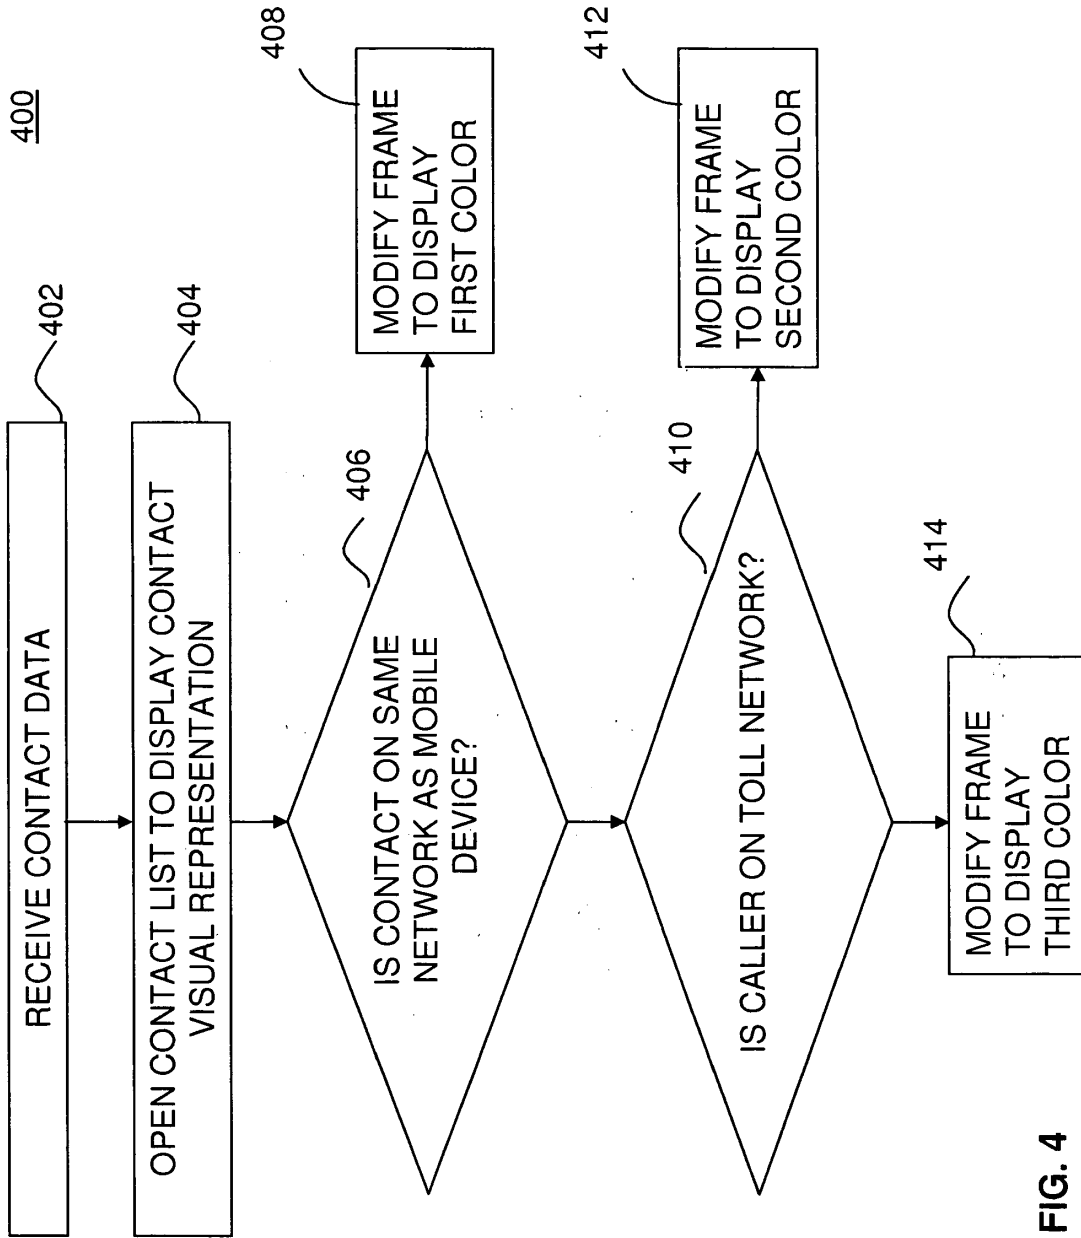 400
RECEIVE CONTACT DATA
402
OPEN CONTACT LIST TO DISPLAY CONTACT
VISUAL REPRESENTATION
404
IS CONTACT ON SAME
NETWORK AS MOBILE
DEVICE?
406
MODIFY FRAME
TO DISPLAY
FIRST COLOR
408
IS CALLER ON TOLL NETWORK?
410
MODIFY FRAME
TO DISPLAY
SECOND COLOR
412
MODIFY FRAME
TO DISPLAY
THIRD COLOR
414
FIG. 4